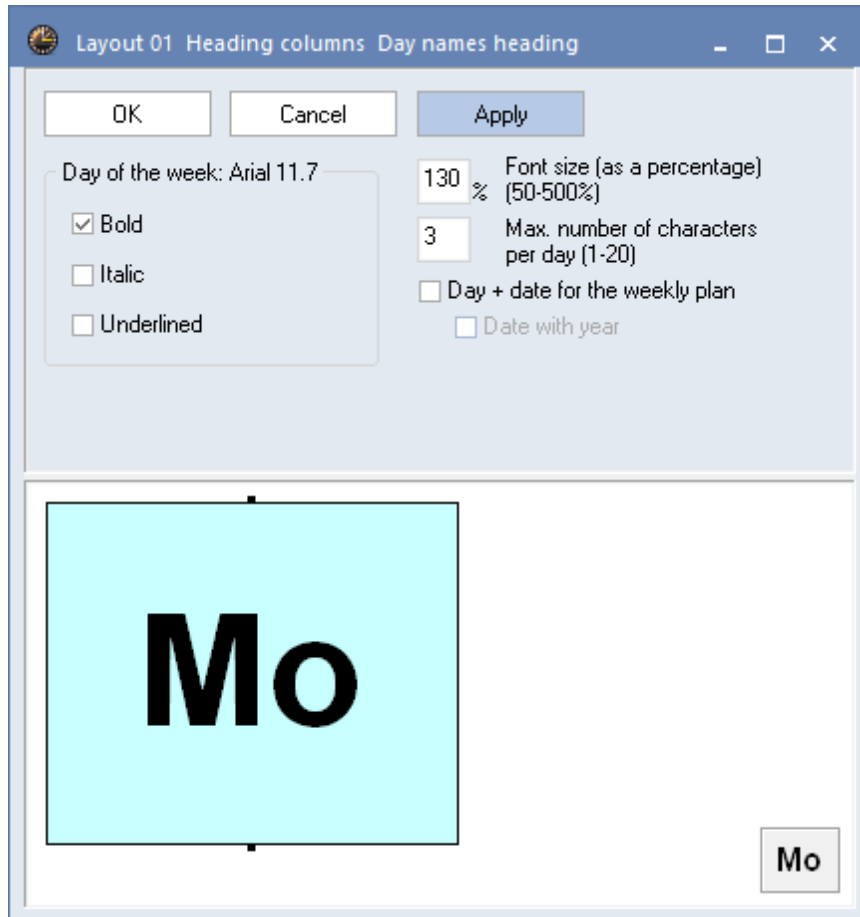 Layout 01 Heading columns Day names heading
OK
Cancel
Apply
Day of the week: Arial 11.7
Bold
Italic
Underlined
130 % Font size (as a percentage)
(50-500%)
3 Max. number of characters
per day (1-20)
Day + date for the weekly plan
Date with year
Mo
Mo